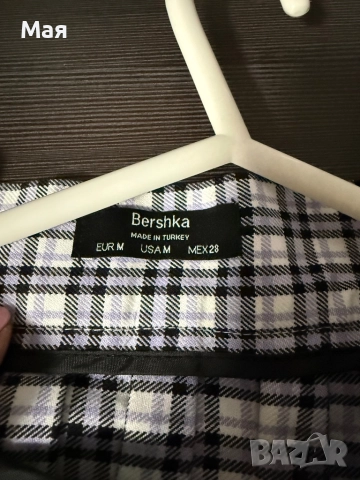 Мая
Bershka
MADE IN TURKEY
EUR M USA M MEX 28
BAZAR